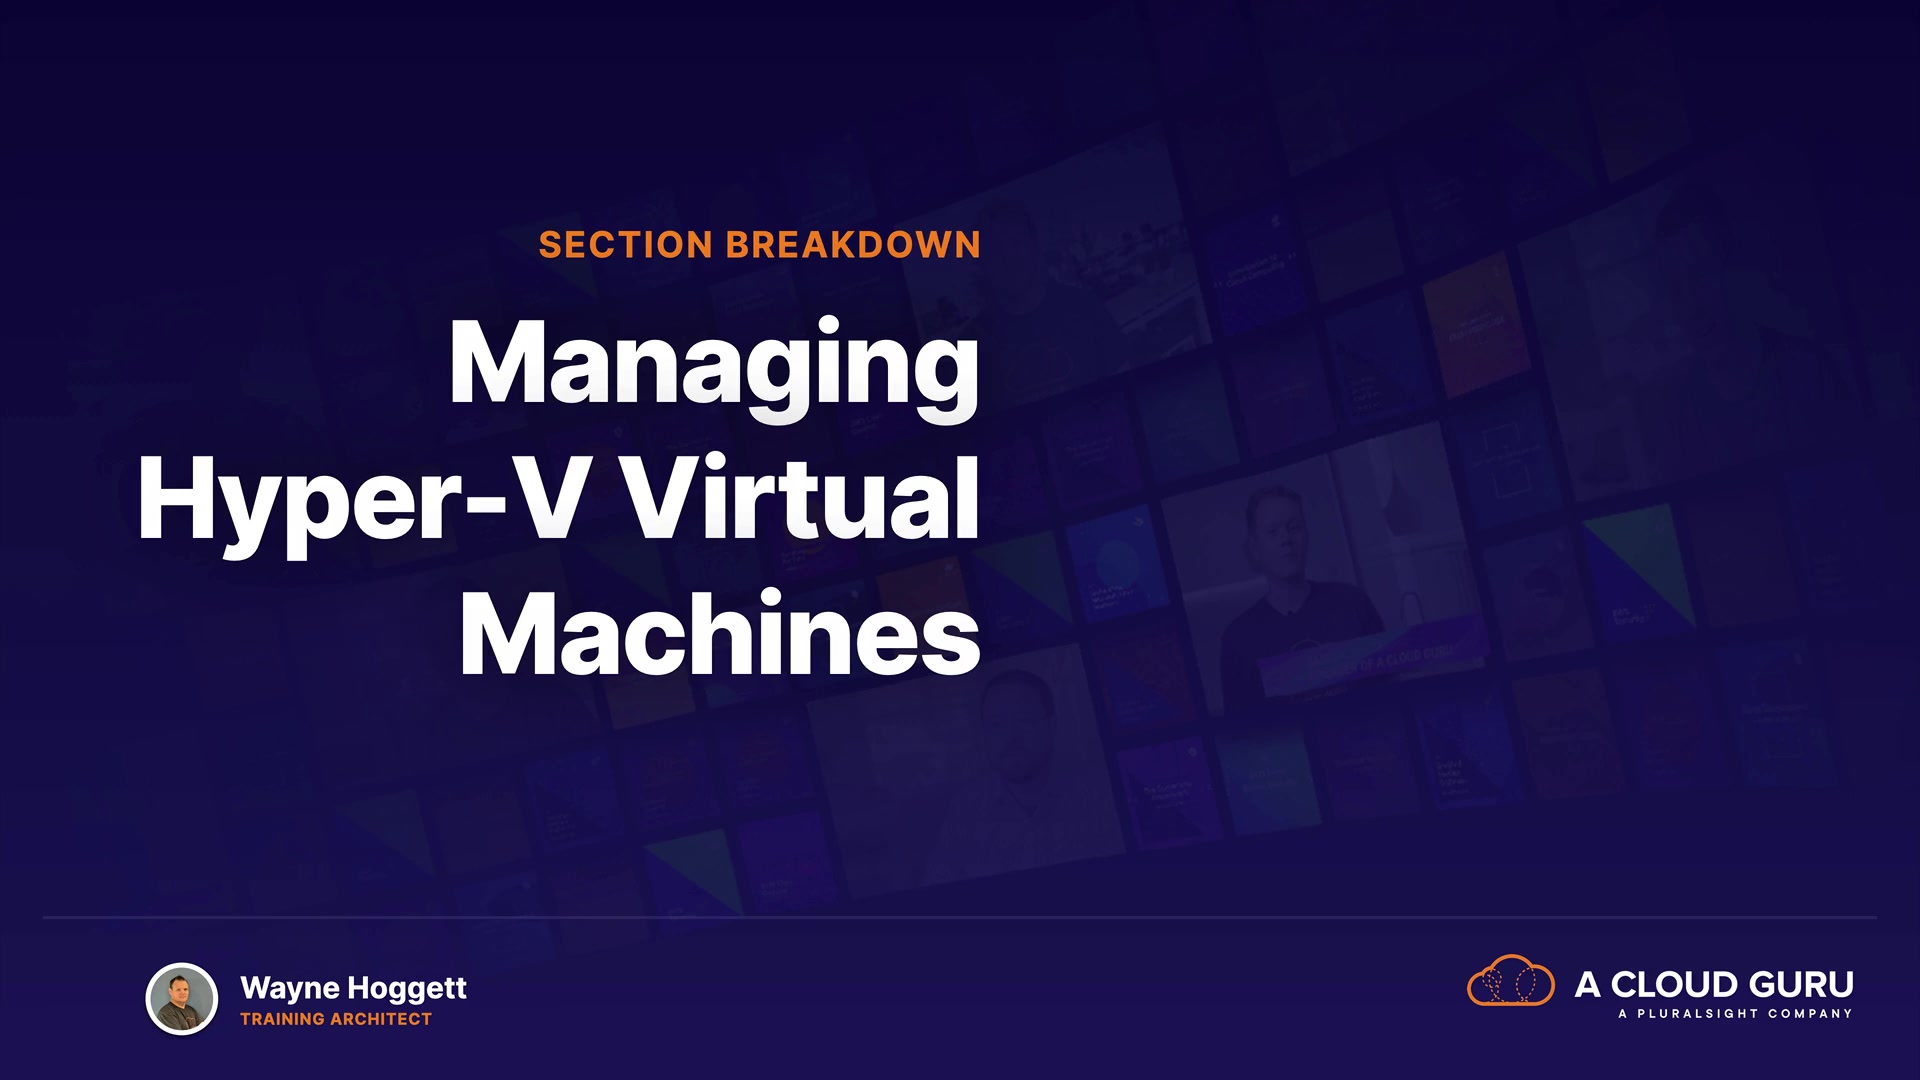 SECTION BREAKDOWN
Managing
Hyper-V Virtual
Machines
Wayne Hoggett
TRAINING ARCHITECT
A CLOUD GURU
A PLURALSIGHT COMPANY